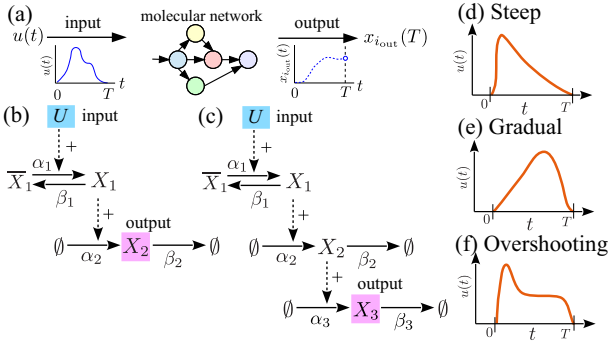 (a) input molecular network output
u(t) x_{i_out}(T)
u(t) 0 T t
x_{i_out}(t) 0 T t
(b) U input
+
X̅₁ α₁ β₁ X₁
+
output
∅ α₂ X₂ β₂ ∅
(c) U input
+
X̅₁ α₁ β₁ X₁
+
∅ α₂ X₂ β₂ ∅
+
output
∅ α₃ X₃ β₃ ∅
(d) Steep
u(t) 0 t T
(e) Gradual
u(t) 0 t T
(f) Overshooting
u(t) 0 t T